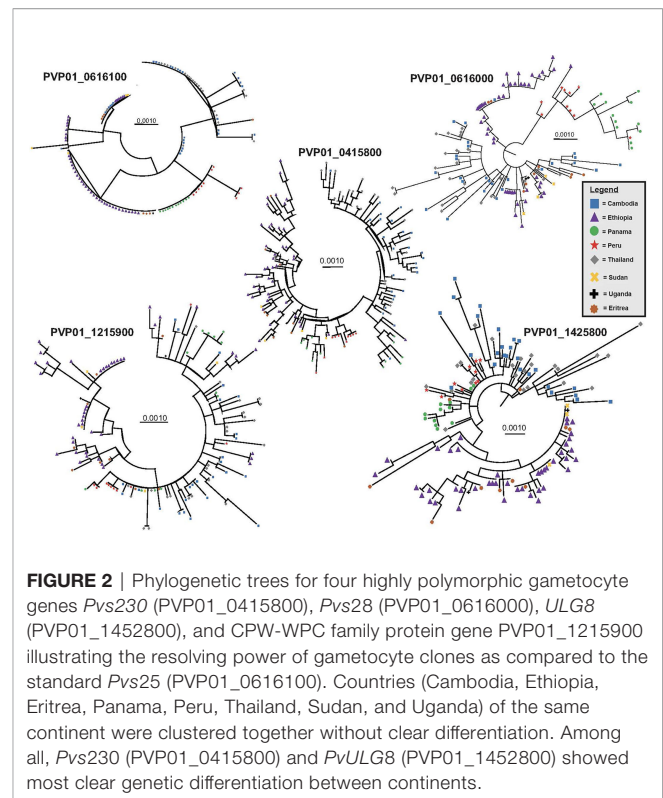 PVP01_0616100
PVP01_0616000
0.0010
0.0010
PVP01_0415800
0.0010
Legend
= Cambodia
= Ethiopia
= Panama
= Peru
= Thailand
= Sudan
= Uganda
= Eritrea
PVP01_1215900
PVP01_1425800
0.0010
0.0010
FIGURE 2 | Phylogenetic trees for four highly polymorphic gametocyte
genes Pvs230 (PVP01_0415800), Pvs28 (PVP01_0616000), ULG8
(PVP01_1452800), and CPW-WPC family protein gene PVP01_1215900
illustrating the resolving power of gametocyte clones as compared to the
standard Pvs25 (PVP01_0616100). Countries (Cambodia, Ethiopia,
Eritrea, Panama, Peru, Thailand, Sudan, and Uganda) of the same
continent were clustered together without clear differentiation. Among
all, Pvs230 (PVP01_0415800) and PvULG8 (PVP01_1452800) showed
most clear genetic differentiation between continents.